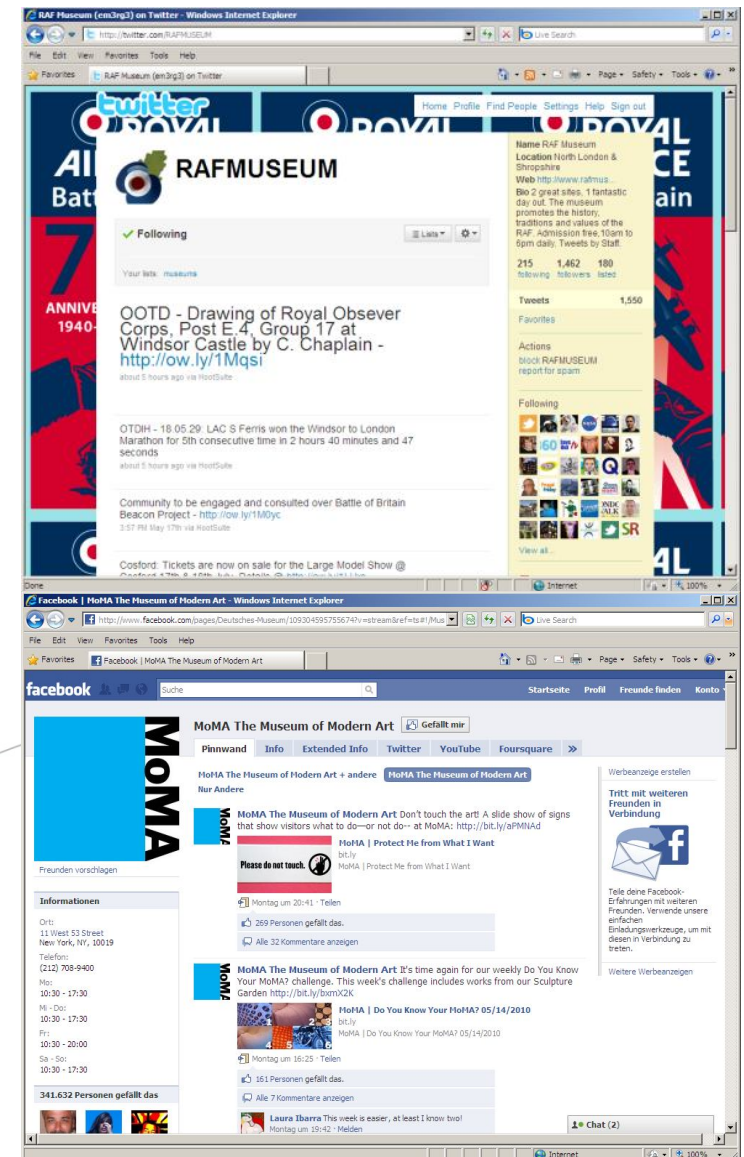 RAF Museum (em3rg3) on Twitter - Windows Internet Explorer
http://twitter.com/RAFMUSEUM
Live Search
File Edit View Favorites Tools Help
Favorites
RAF Museum (em3rg3) on Twitter
Page Safety Tools
twitter
Home Profile Find People Settings Help Sign out
RAFMUSEUM
Following
Lists
Your lists: museums
OOTD - Drawing of Royal Obsever
Corps, Post E.4, Group 17 at
Windsor Castle by C. Chaplain -
http://ow.ly/1Mqsi
about 5 hours ago via HootSuite
OTDIH - 18.05.29: LAC S Ferris won the Windsor to London
Marathon for 5th consecutive time in 2 hours 40 minutes and 47
seconds
about 5 hours ago via HootSuite
Community to be engaged and consulted over Battle of Britain
Beacon Project - http://ow.ly/1M0yc
3:57 PM May 17th via HootSuite
Cosford: Tickets are now on sale for the Large Model Show @
Name RAF Museum
Location North London &
Shropshire
Web http://www.rafmus...
Bio 2 great sites, 1 fantastic
day out. The museum
promotes the history,
traditions and values of the
RAF. Admission free,10am to
6pm daily. Tweets by Staff.
215 1,462 180
following followers listed
Tweets 1,550
Favorites
Actions
block RAFMUSEUM
report for spam
Following
View all...
Done
Internet
100%
Facebook | MoMA The Museum of Modern Art - Windows Internet Explorer
http://www.facebook.com/pages/Deutsches-Museum/109304595755674?v=stream&ref=ts#!/Mus
Live Search
File Edit View Favorites Tools Help
Favorites
Facebook | MoMA The Museum of Modern Art
Page Safety Tools
facebook
Suche
Startseite Profil Freunde finden Konto
MoMA
Freunden vorschlagen
Informationen
Ort:
11 West 53 Street
New York, NY, 10019
Telefon:
(212) 708-9400
Mo:
10:30 - 17:30
Mi - Do:
10:30 - 17:30
Fr:
10:30 - 20:00
Sa - So:
10:30 - 17:30
341.632 Personen gefällt das
MoMA The Museum of Modern Art
Gefällt mir
Pinnwand Info Extended Info Twitter YouTube Foursquare »
MoMA The Museum of Modern Art + andere MoMA The Museum of Modern Art
Nur Andere
MoMA The Museum of Modern Art Don't touch the art! A slide show of signs
that show visitors what to do—or not do-- at MoMA: http://bit.ly/aPMNAd
Please do not touch.
MoMA | Protect Me from What I Want
bit.ly
MoMA | Protect Me from What I Want
Montag um 20:41 · Teilen
269 Personen gefällt das.
Alle 32 Kommentare anzeigen
MoMA The Museum of Modern Art It's time again for our weekly Do You Know
Your MoMA? challenge. This week's challenge includes works from our Sculpture
Garden http://bit.ly/bxmX2K
MoMA | Do You Know Your MoMA? 05/14/2010
bit.ly
MoMA | Do You Know Your MoMA? 05/14/2010
Montag um 16:25 · Teilen
161 Personen gefällt das.
Alle 7 Kommentare anzeigen
Laura Ibarra This week is easier, at least I know two!
Montag um 19:42 · Melden
Werbeanzeige erstellen
Tritt mit weiteren
Freunden in
Verbindung
Teile deine Facebook-
Erfahrungen mit weiteren
Freunden. Verwende unsere
einfachen
Einladungswerkzeuge, um mit
diesen in Verbindung zu
treten.
Weitere Werbeanzeigen
Chat (2)
Internet
100%